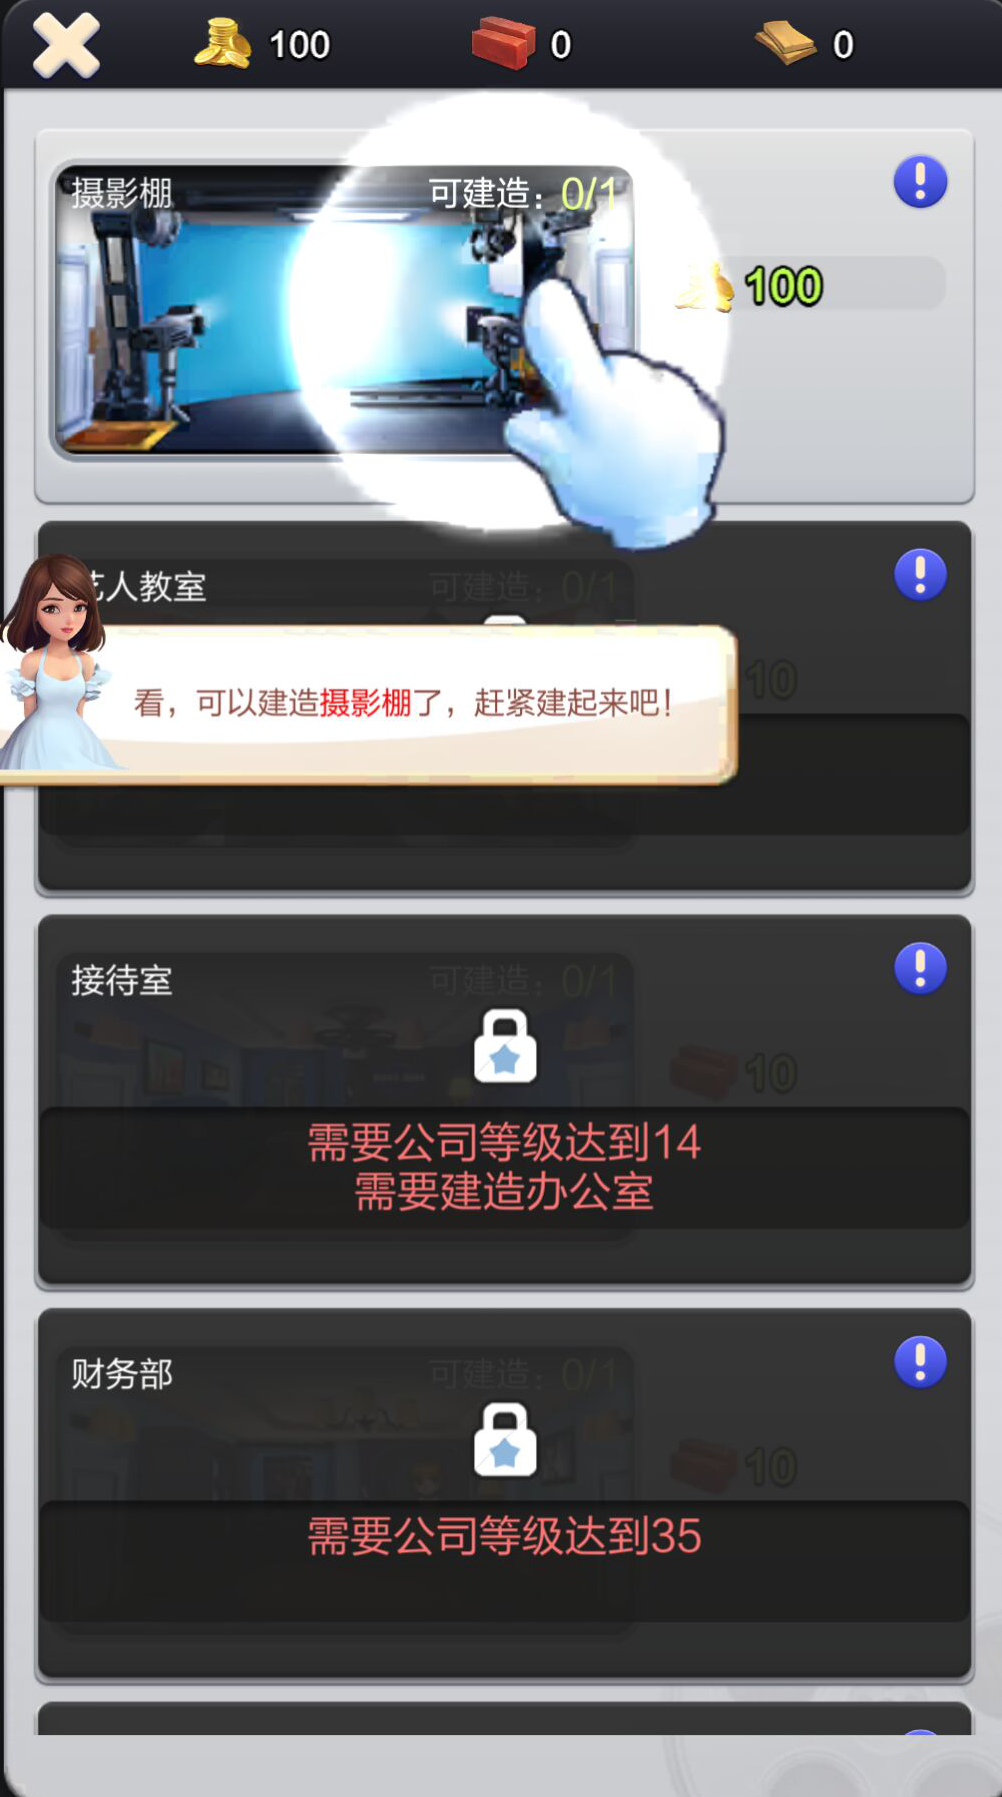 100
0
0
摄影棚
可建造：0/1
100
艺人教室
可建造：0/1
10
看，可以建造摄影棚了，赶紧建起来吧！
接待室
可建造：0/1
10
需要公司等级达到14
需要建造办公室
财务部
可建造：0/1
10
需要公司等级达到35